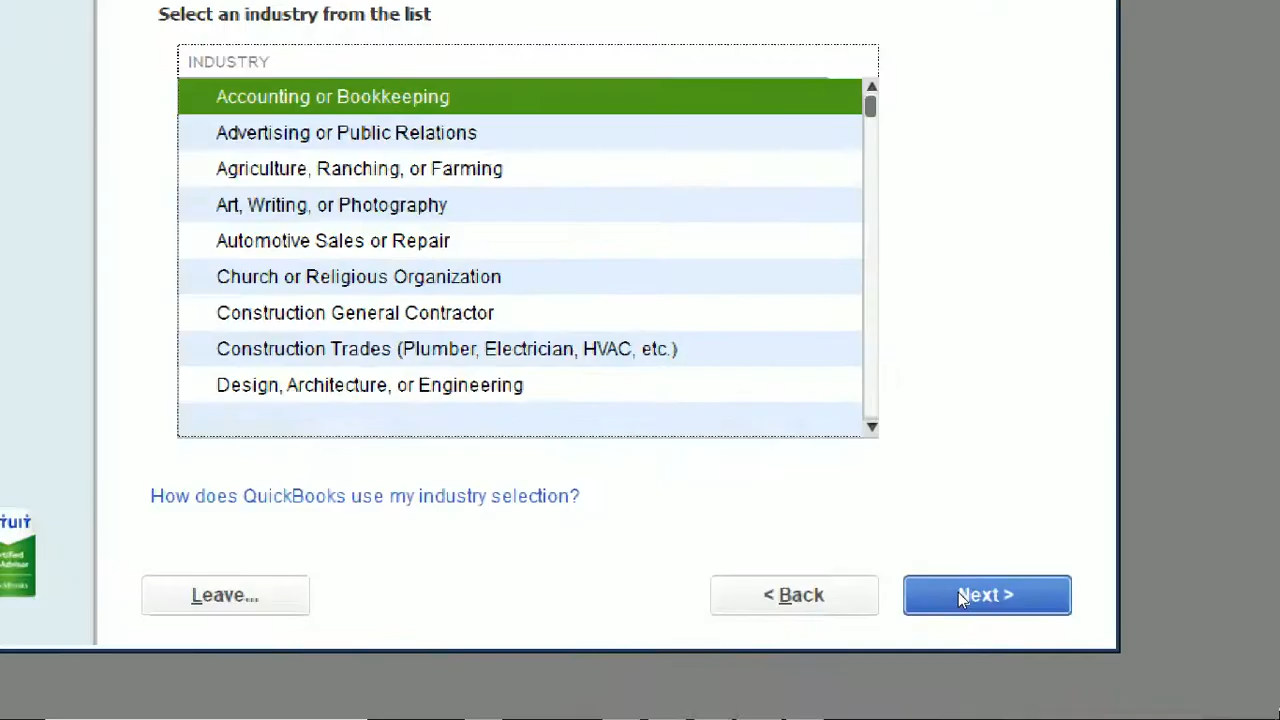 Select an industry from the list
INDUSTRY
Accounting or Bookkeeping
Advertising or Public Relations
Agriculture, Ranching, or Farming
Art, Writing, or Photography
Automotive Sales or Repair
Church or Religious Organization
Construction General Contractor
Construction Trades (Plumber, Electrician, HVAC, etc.)
Design, Architecture, or Engineering
How does QuickBooks use my industry selection?
Leave...
< Back
Next >